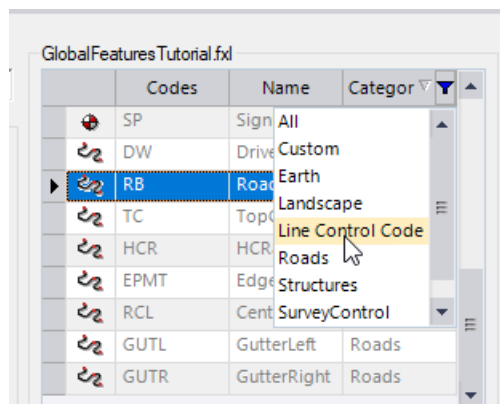 GlobalFeaturesTutorial.fxl
Codes Name Categor
SP Sign
DW Drive
RB Road
TC Top
HCR HCR
EPMT Edge
RCL Cent
GUTL GutterLeft Roads
GUTR GutterRight Roads
All
Custom
Earth
Landscape
Line Control Code
Roads
Structures
SurveyControl